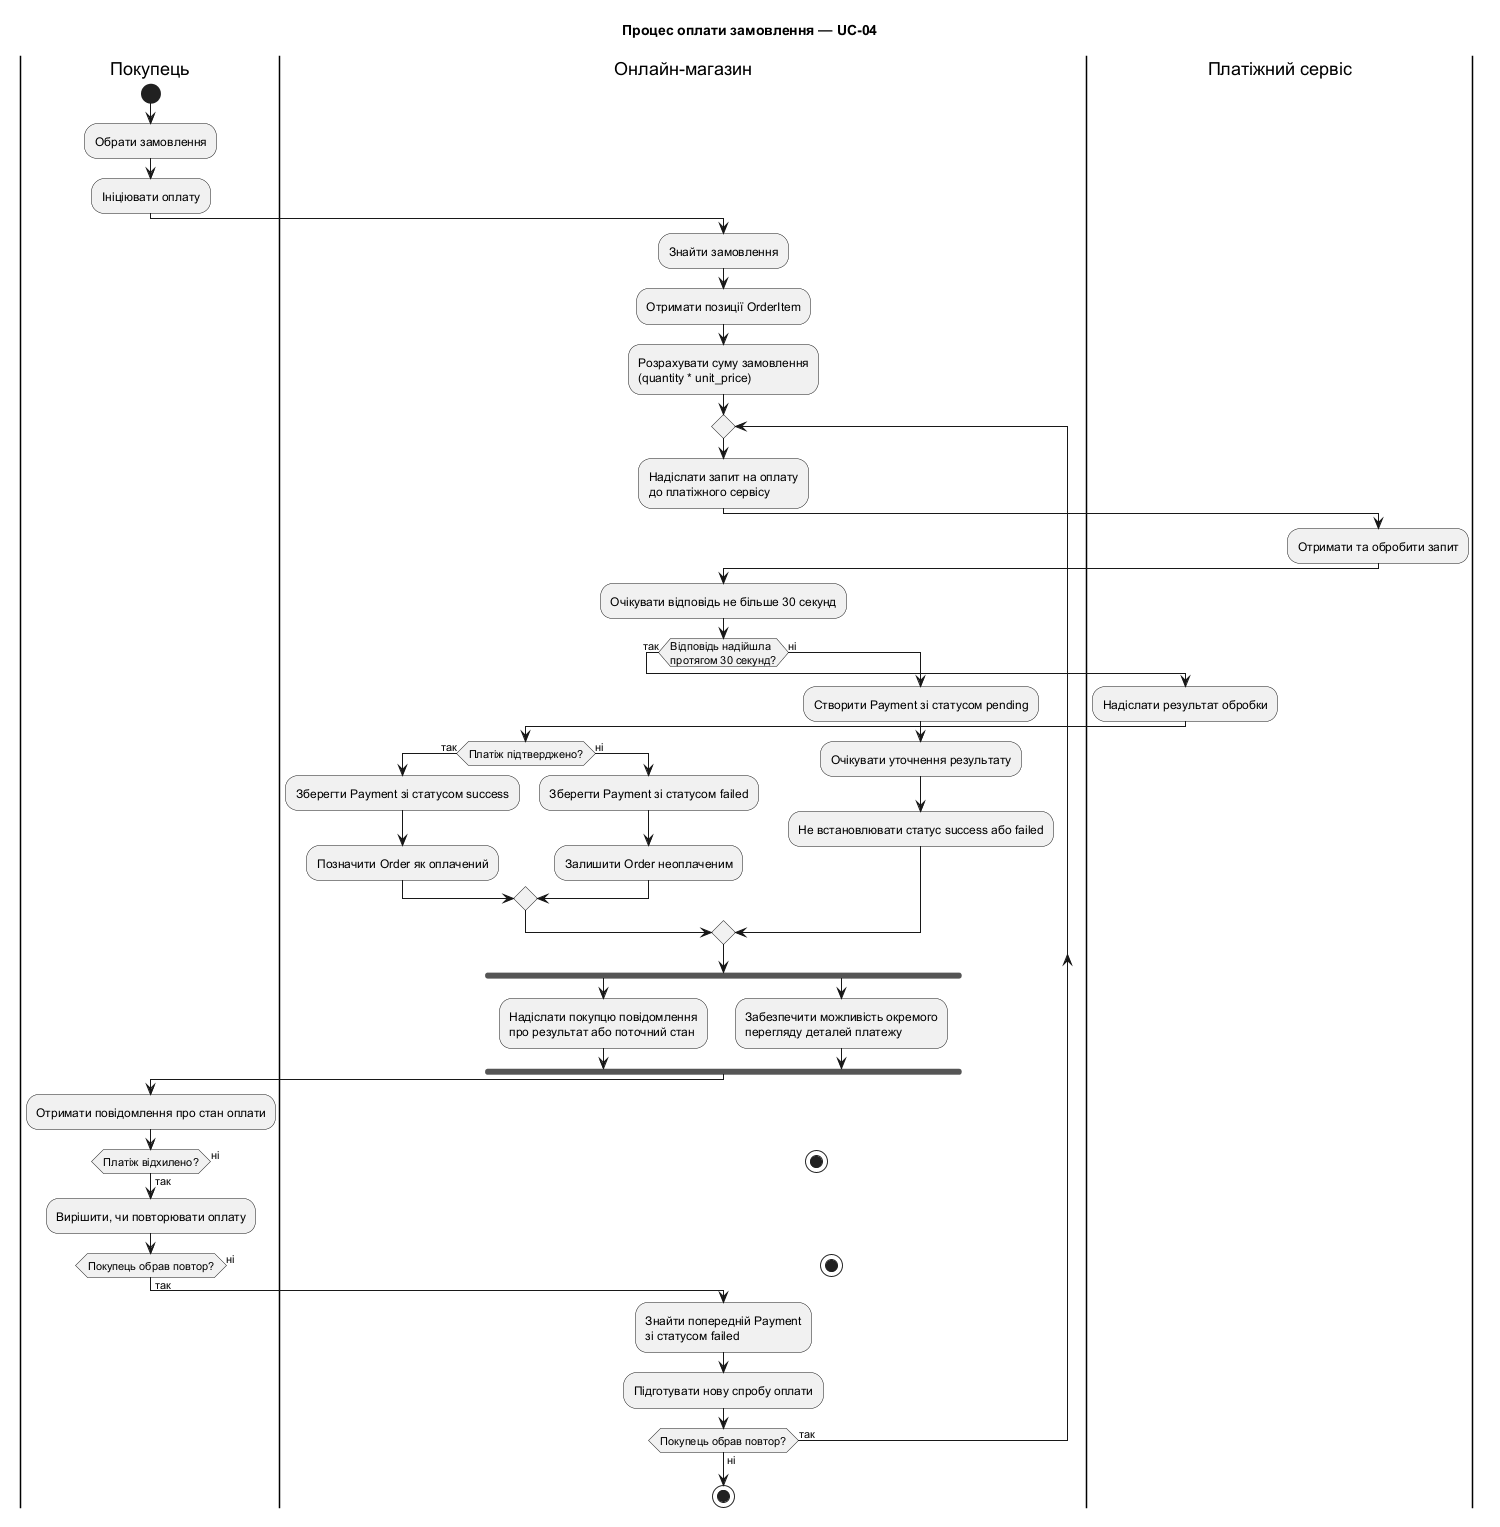 Процес оплати замовлення — UC-04
Покупець
Онлайн-магазин
Платіжний сервіс
Обрати замовлення
Ініціювати оплату
Знайти замовлення
Отримати позиції OrderItem
Розрахувати суму замовлення
(quantity * unit_price)
Надіслати запит на оплату
до платіжного сервісу
Отримати та обробити запит
Очікувати відповідь не більше 30 секунд
так
Відповідь надійшла
протягом 30 секунд?
ні
Створити Payment зі статусом pending
Надіслати результат обробки
так
Платіж підтверджено?
ні
Очікувати уточнення результату
Зберегти Payment зі статусом success
Зберегти Payment зі статусом failed
Не встановлювати статус success або failed
Позначити Order як оплачений
Залишити Order неоплаченим
Надіслати покупцю повідомлення
про результат або поточний стан
Забезпечити можливість окремого
перегляду деталей платежу
Отримати повідомлення про стан оплати
Платіж відхилено?
ні
так
Вирішити, чи повторювати оплату
Покупець обрав повтор?
ні
так
Знайти попередній Payment
зі статусом failed
Підготувати нову спробу оплати
Покупець обрав повтор?
так
ні